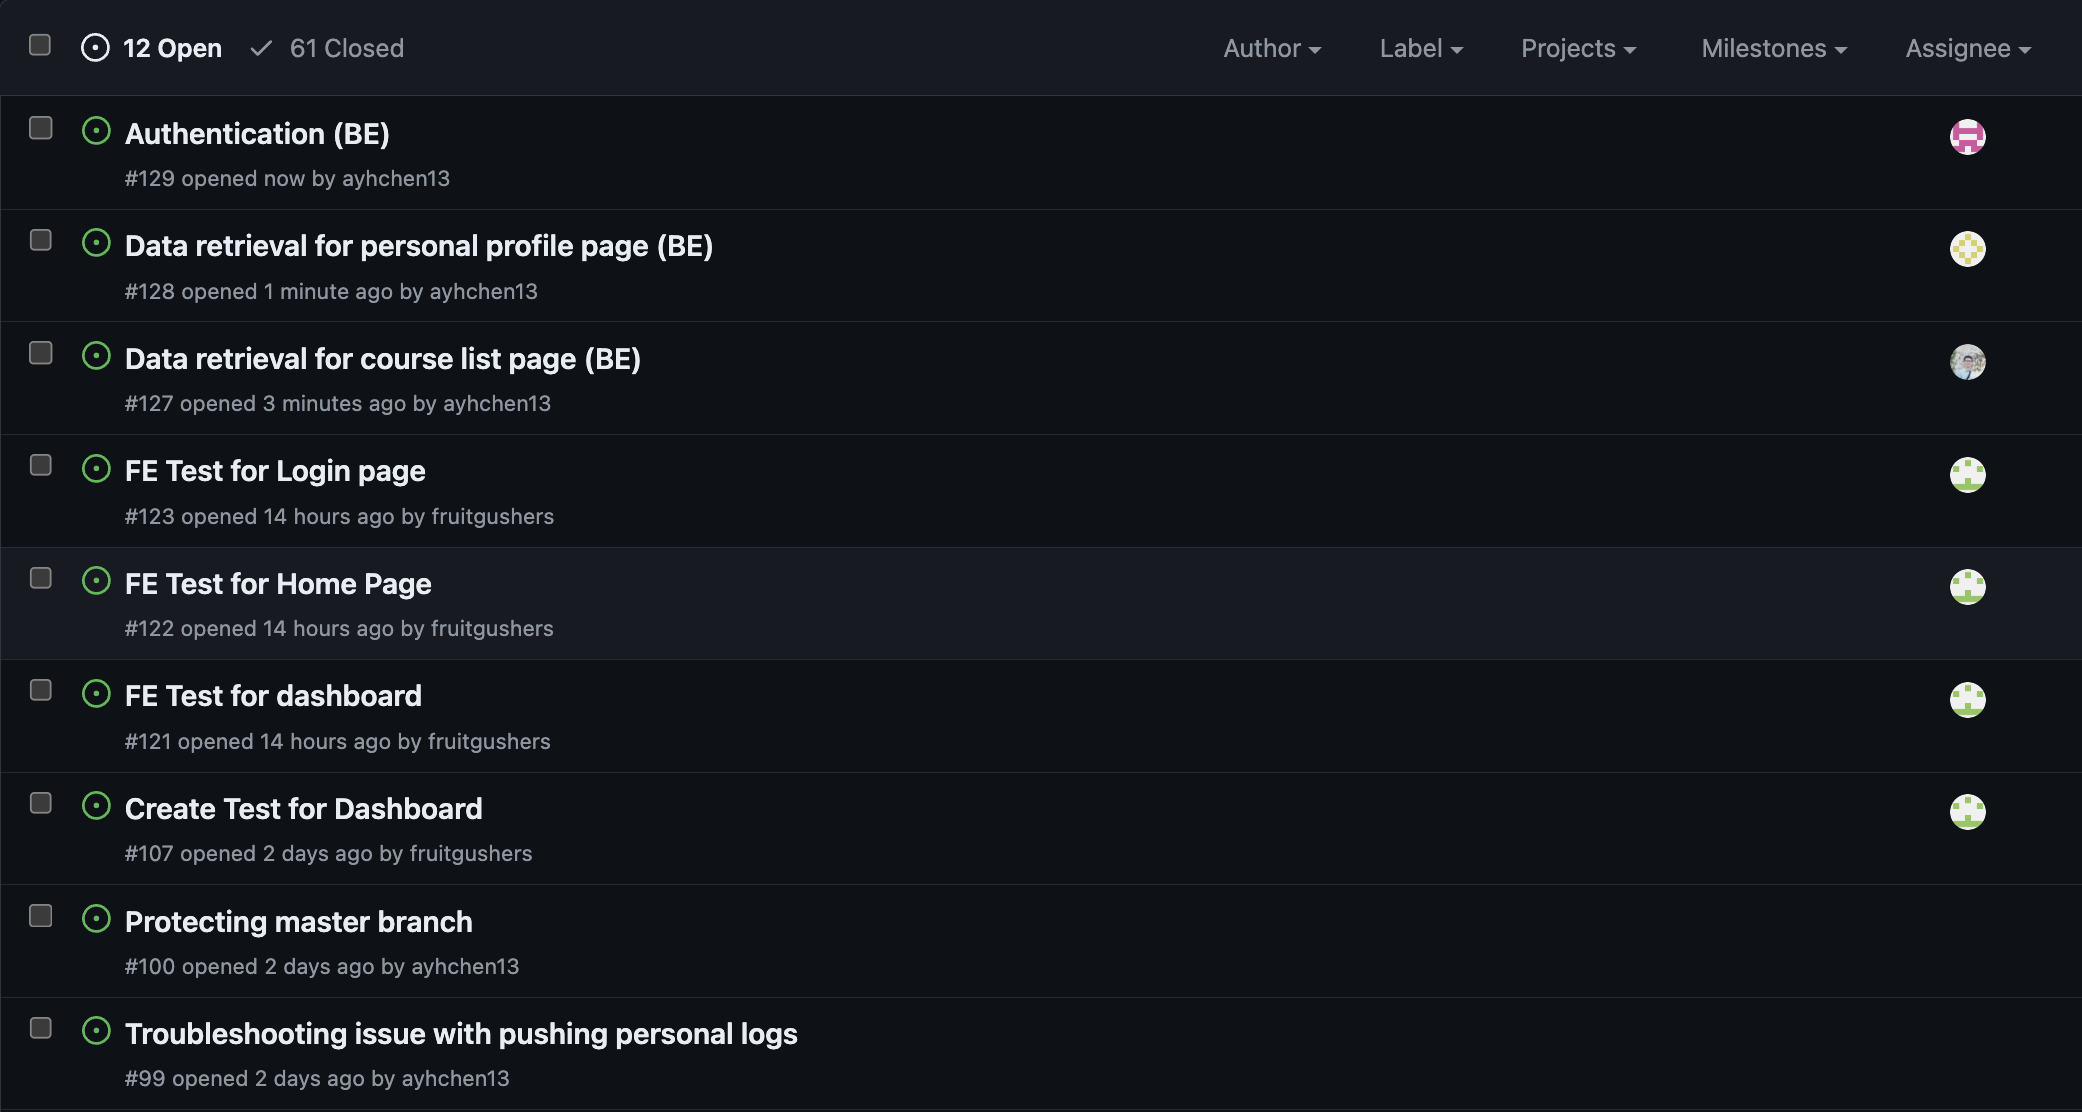 12 Open 61 Closed Author Label Projects Milestones Assignee
Authentication (BE)
#129 opened now by ayhchen13
Data retrieval for personal profile page (BE)
#128 opened 1 minute ago by ayhchen13
Data retrieval for course list page (BE)
#127 opened 3 minutes ago by ayhchen13
FE Test for Login page
#123 opened 14 hours ago by fruitgushers
FE Test for Home Page
#122 opened 14 hours ago by fruitgushers
FE Test for dashboard
#121 opened 14 hours ago by fruitgushers
Create Test for Dashboard
#107 opened 2 days ago by fruitgushers
Protecting master branch
#100 opened 2 days ago by ayhchen13
Troubleshooting issue with pushing personal logs
#99 opened 2 days ago by ayhchen13